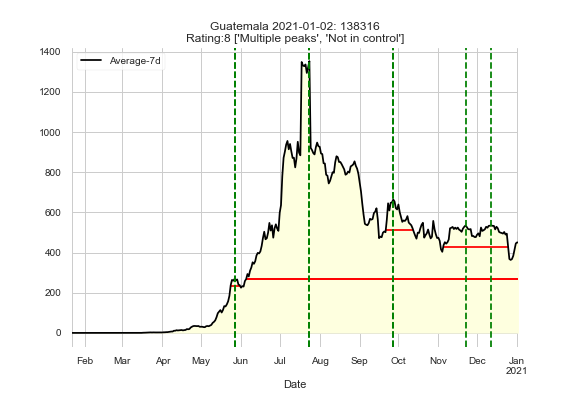 Guatemala 2021-01-02: 138316
Rating:8 ['Multiple peaks', 'Not in control']
Average-7d
1400
1200
1000
800
600
400
200
0
Feb Mar Apr May Jun Jul Aug Sep Oct Nov Dec Jan
2021
Date